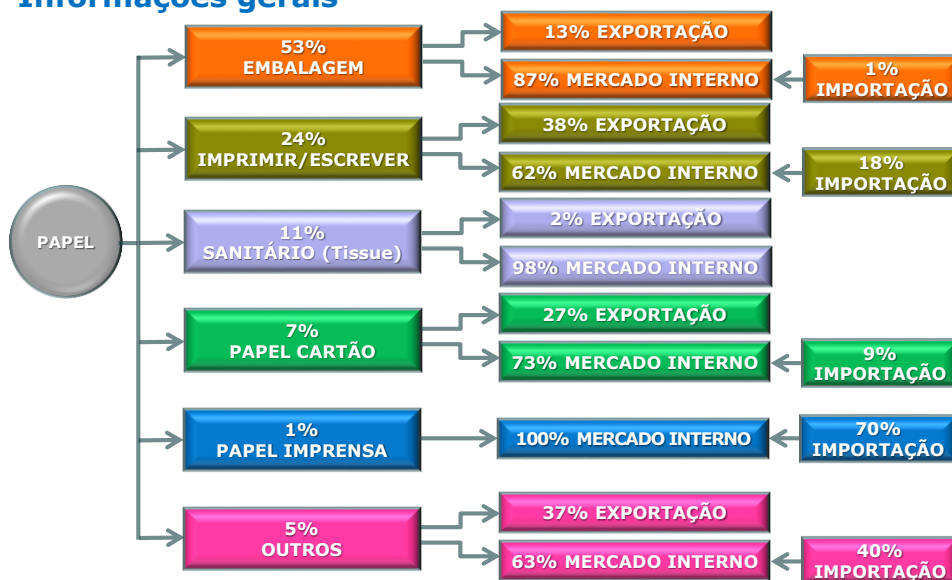 Informações gerais
PAPEL
53%
EMBALAGEM
13% EXPORTAÇÃO
87% MERCADO INTERNO
1%
IMPORTAÇÃO
24%
IMPRIMIR/ESCREVER
38% EXPORTAÇÃO
62% MERCADO INTERNO
18%
IMPORTAÇÃO
11%
SANITÁRIO (Tissue)
2% EXPORTAÇÃO
98% MERCADO INTERNO
7%
PAPEL CARTÃO
27% EXPORTAÇÃO
73% MERCADO INTERNO
9%
IMPORTAÇÃO
1%
PAPEL IMPRENSA
100% MERCADO INTERNO
70%
IMPORTAÇÃO
5%
OUTROS
37% EXPORTAÇÃO
63% MERCADO INTERNO
40%
IMPORTAÇÃO